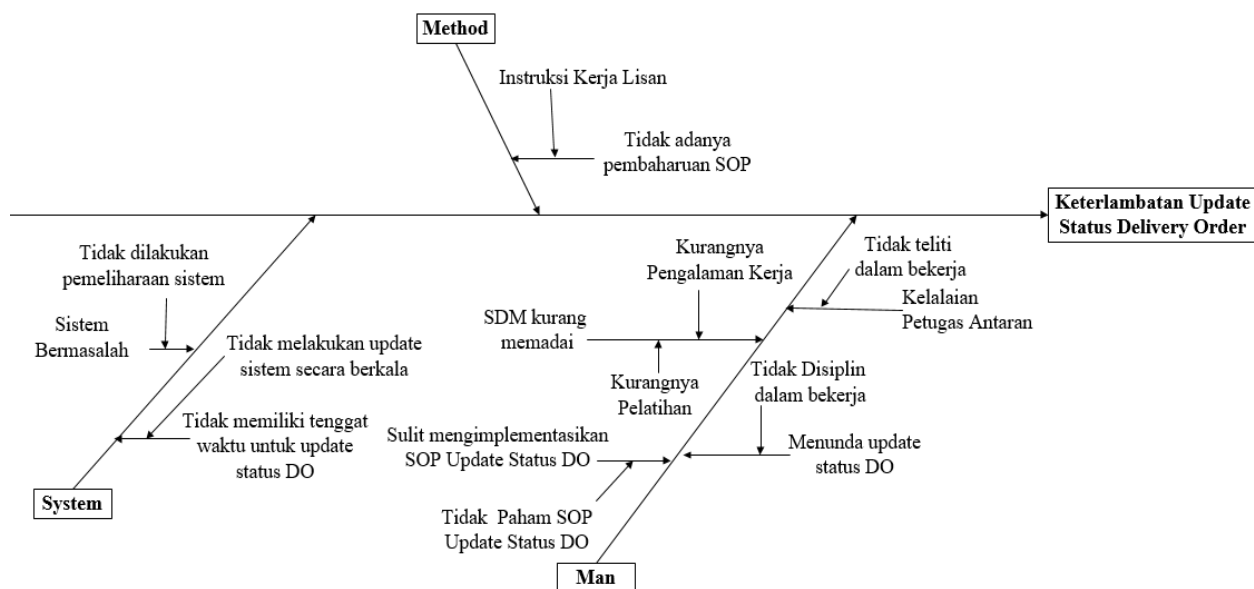 Method
Instruksi Kerja Lisan
Tidak adanya
pembaharuan SOP
Keterlambatan Update
Status Delivery Order
Tidak dilakukan
pemeliharaan sistem
Sistem
Bermasalah
Tidak melakukan update
sistem secara berkala
Tidak memiliki tenggat
waktu untuk update
status DO
System
Kurangnya
Pengalaman Kerja
SDM kurang
memadai
Kurangnya
Pelatihan
Tidak teliti
dalam bekerja
Kelalaian
Petugas Antaran
Tidak Disiplin
dalam bekerja
Menunda update
status DO
Sulit mengimplementasikan
SOP Update Status DO
Tidak Paham SOP
Update Status DO
Man